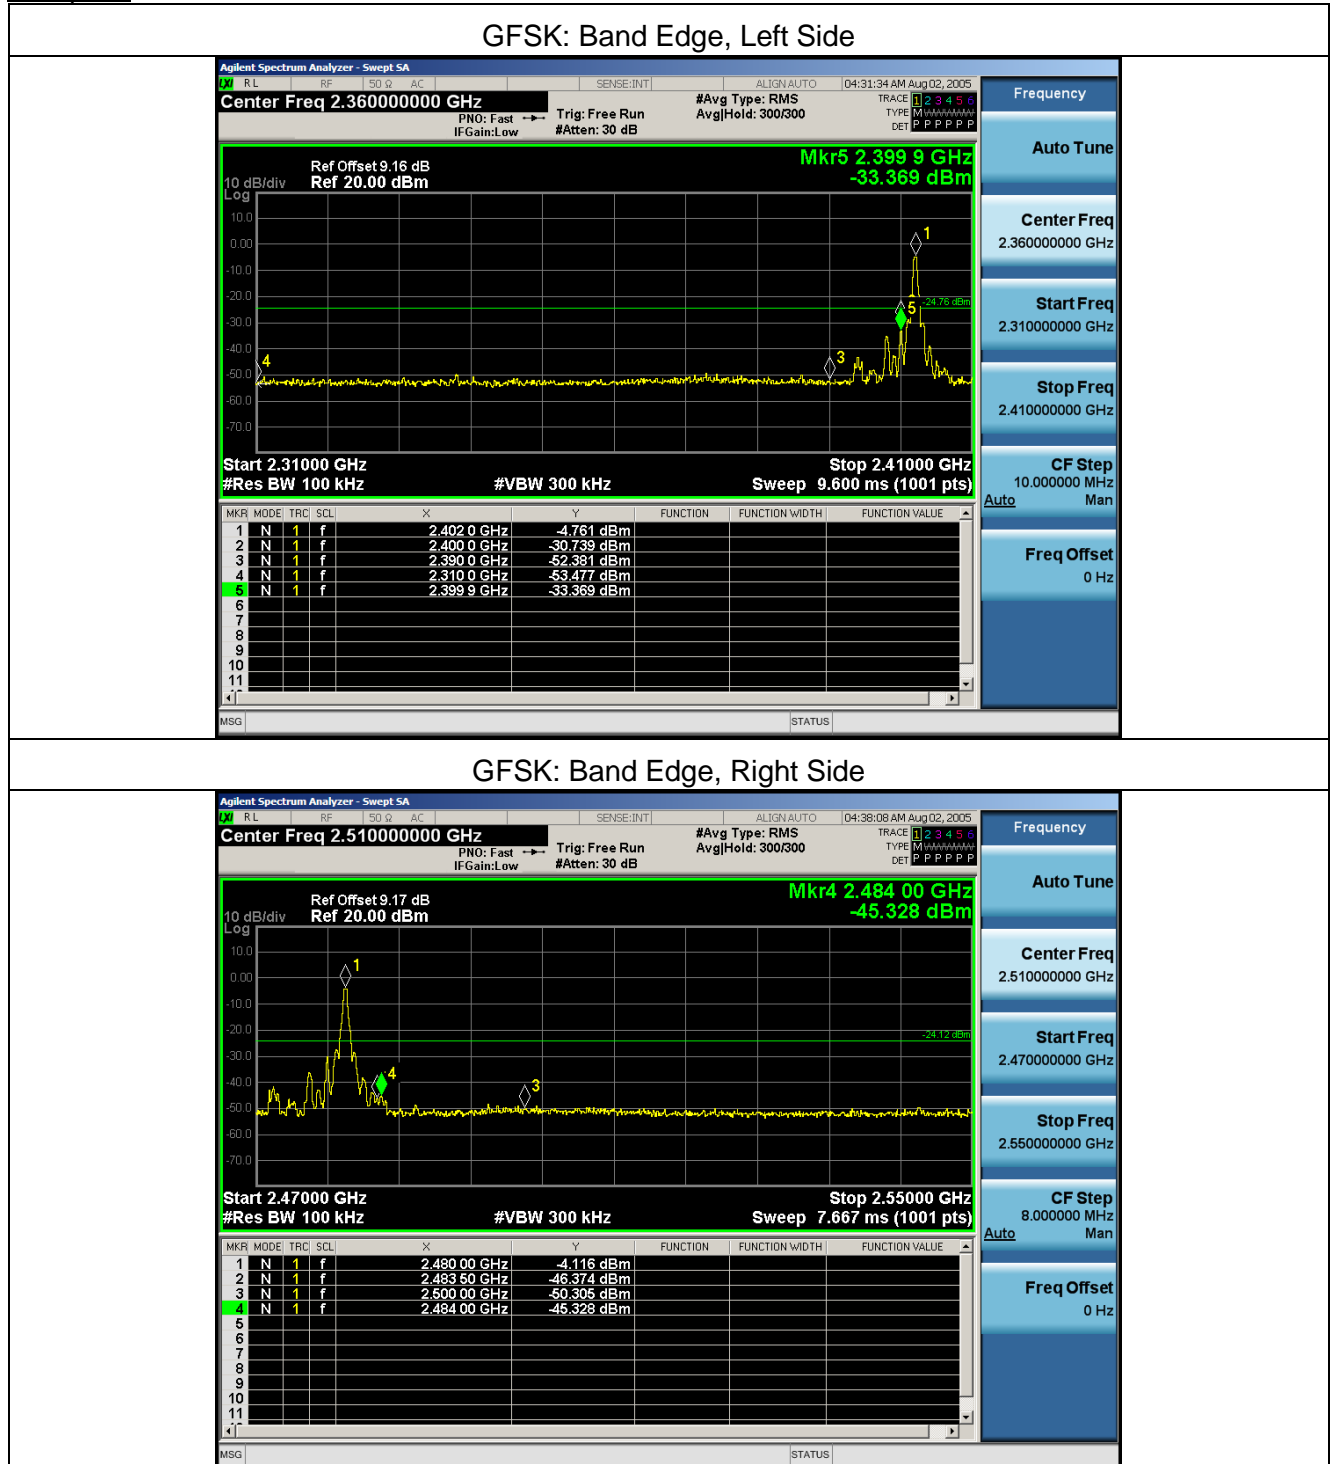 GFSK: Band Edge, Left Side
Agilent Spectrum Analyzer - Swept SA
LXI RL RF 50 Ω AC SENSE:INT ALIGN AUTO 04:31:34 AM Aug 02, 2005
Center Freq 2.360000000 GHz
#Avg Type: RMS
TRACE 1 2 3 4 5 6
PNO: Fast Trig: Free Run Avg|Hold: 300/300
TYPE M WWWWW
IFGain:Low #Atten: 30 dB
DET P P P P P P
Frequency
Auto Tune
Mkr5 2.399 9 GHz
-33.369 dBm
Ref Offset 9.16 dB
10 dB/div Ref 20.00 dBm
Log
10.0
0.00
-10.0
-20.0
-30.0
-40.0
-50.0
-60.0
-70.0
1
5
-24.76 dBm
3
4
Start 2.31000 GHz Stop 2.41000 GHz
#Res BW 100 kHz #VBW 300 kHz Sweep 9.600 ms (1001 pts)
Center Freq
2.360000000 GHz
Start Freq
2.310000000 GHz
Stop Freq
2.410000000 GHz
CF Step
10.000000 MHz
Auto Man
Freq Offset
0 Hz
MKR MODE TRC SCL X Y FUNCTION FUNCTION WIDTH FUNCTION VALUE
1 N 1 f 2.402 0 GHz -4.761 dBm
2 N 1 f 2.400 0 GHz -30.739 dBm
3 N 1 f 2.390 0 GHz -52.381 dBm
4 N 1 f 2.310 0 GHz -53.477 dBm
5 N 1 f 2.399 9 GHz -33.369 dBm
6
7
8
9
10
11
MSG STATUS
GFSK: Band Edge, Right Side
Agilent Spectrum Analyzer - Swept SA
LXI RL RF 50 Ω AC SENSE:INT ALIGN AUTO 04:38:08 AM Aug 02, 2005
Center Freq 2.510000000 GHz
#Avg Type: RMS
TRACE 1 2 3 4 5 6
PNO: Fast Trig: Free Run Avg|Hold: 300/300
TYPE M WWWWW
IFGain:Low #Atten: 30 dB
DET P P P P P P
Frequency
Auto Tune
Mkr4 2.484 00 GHz
-45.328 dBm
Ref Offset 9.17 dB
10 dB/div Ref 20.00 dBm
Log
10.0
0.00
-10.0
-20.0
-30.0
-40.0
-50.0
-60.0
-70.0
1
-24.12 dBm
4
3
Start 2.47000 GHz Stop 2.55000 GHz
#Res BW 100 kHz #VBW 300 kHz Sweep 7.667 ms (1001 pts)
Center Freq
2.510000000 GHz
Start Freq
2.470000000 GHz
Stop Freq
2.550000000 GHz
CF Step
8.000000 MHz
Auto Man
Freq Offset
0 Hz
MKR MODE TRC SCL X Y FUNCTION FUNCTION WIDTH FUNCTION VALUE
1 N 1 f 2.480 00 GHz -4.116 dBm
2 N 1 f 2.483 50 GHz -46.374 dBm
3 N 1 f 2.500 00 GHz -50.305 dBm
4 N 1 f 2.484 00 GHz -45.328 dBm
5
6
7
8
9
10
11
MSG STATUS